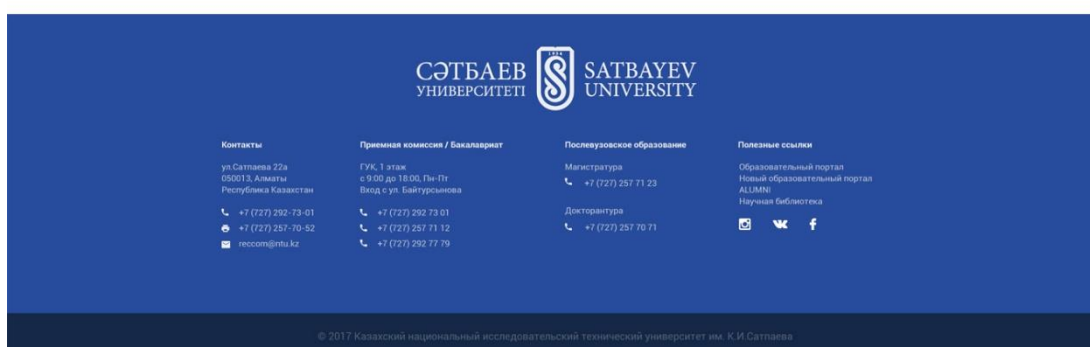 СӘТБАЕВ
УНИВЕРСИТЕТІ
1934
SATBAYEV
UNIVERSITY
Контакты
ул.Сатпаева 22а
050013, Алматы
Республика Казахстан
+7 (727) 292-73-01
+7 (727) 257-70-52
reccom@ntu.kz
Приемная комиссия / Бакалавриат
ГУК, 1 этаж
с 9:00 до 18:00, Пн-Пт
Вход с ул. Байтурсынова
+7 (727) 292 73 01
+7 (727) 257 71 12
+7 (727) 292 77 79
Послевузовское образование
Магистратура
+7 (727) 257 71 23
Докторантура
+7 (727) 257 70 71
Полезные ссылки
Образовательный портал
Новый образовательный портал
ALUMNI
Научная библиотека
© 2017 Казахский национальный исследовательский технический университет им. К.И.Сатпаева